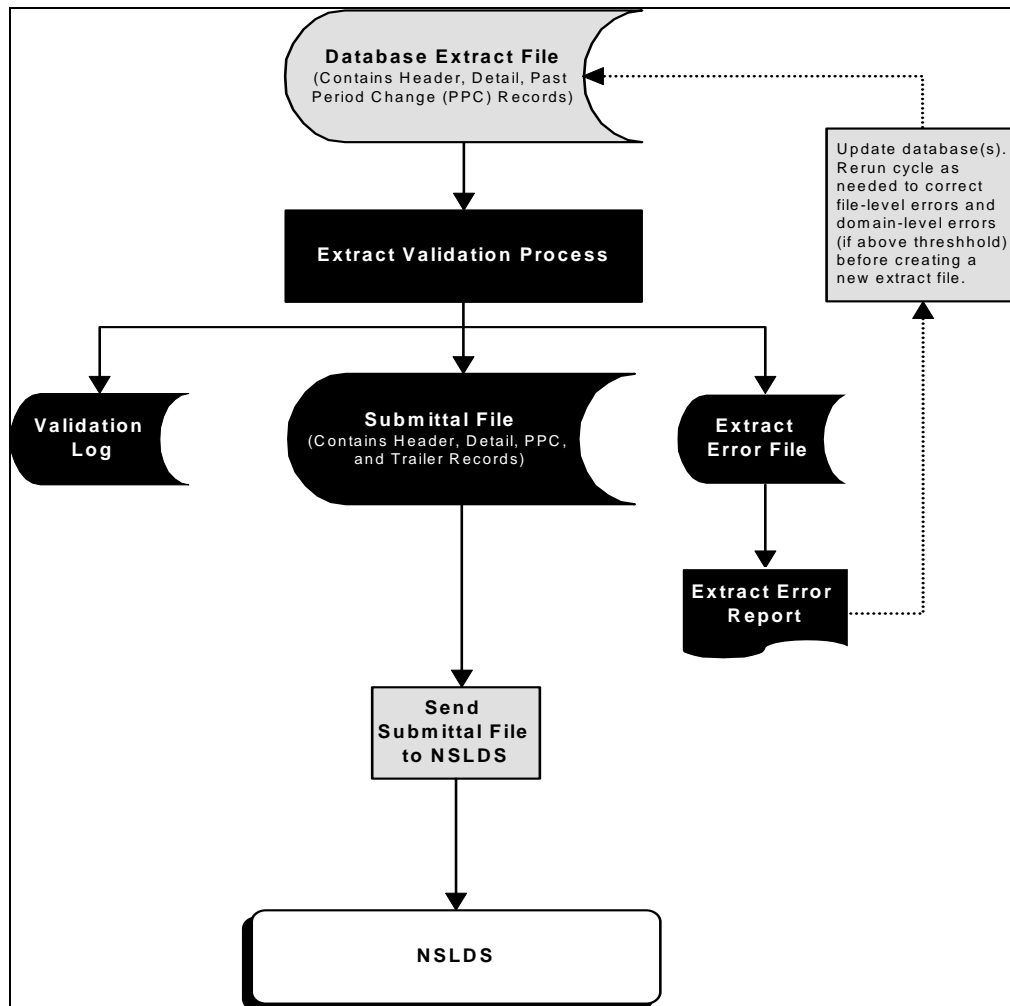 Database Extract File
(Contains Header, Detail, Past
Period Change (PPC) Records)
Update database(s).
Rerun cycle as
needed to correct
file-level errors and
domain-level errors
(if above threshhold)
before creating a
new extract file.
Extract Validation Process
Validation
Log
Submittal File
(Contains Header, Detail, PPC,
and Trailer Records)
Extract
Error File
Extract Error
Report
Send
Submittal File
to NSLDS
NSLDS